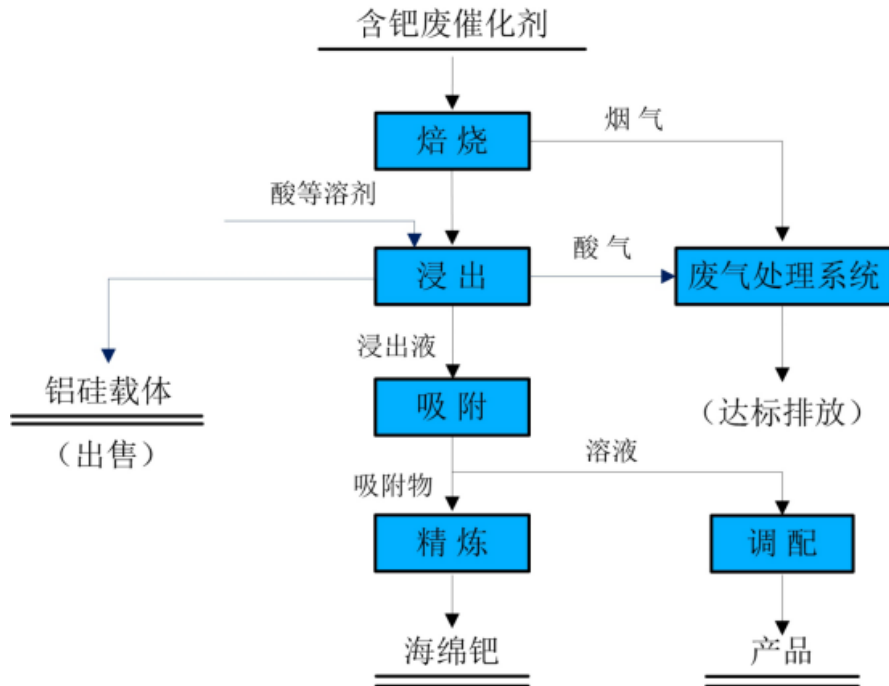 含钯废催化剂
烟 气
焙 烧
酸等溶剂
酸 气
浸 出
废气处理系统
浸出液
铝硅载体
（出售）
吸 附
（达标排放）
溶液
吸附物
精 炼
调 配
海绵钯
产品